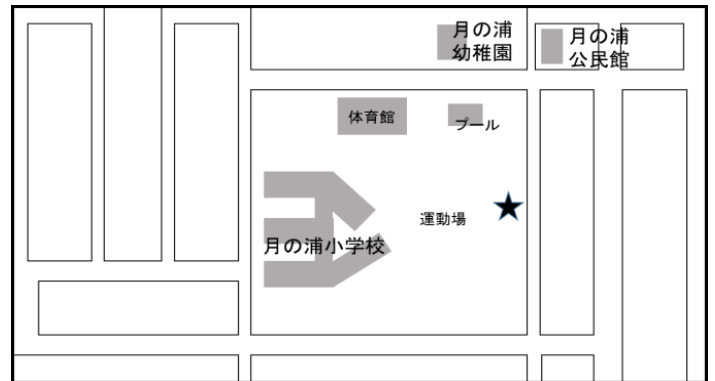 月の浦
幼稚園
月の浦
公民館
体育館
プール
運動場
月の浦小学校